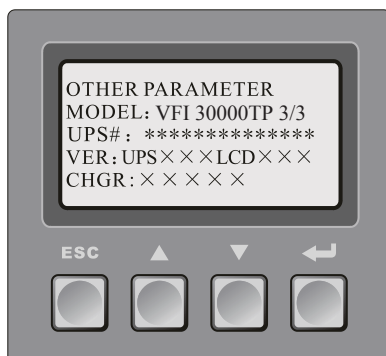 OTHER PARAMETER
MODEL: VFI 30000TP 3/3
UPS#: **************
VER:UPS×××LCD×××
CHGR:×××××
ESC